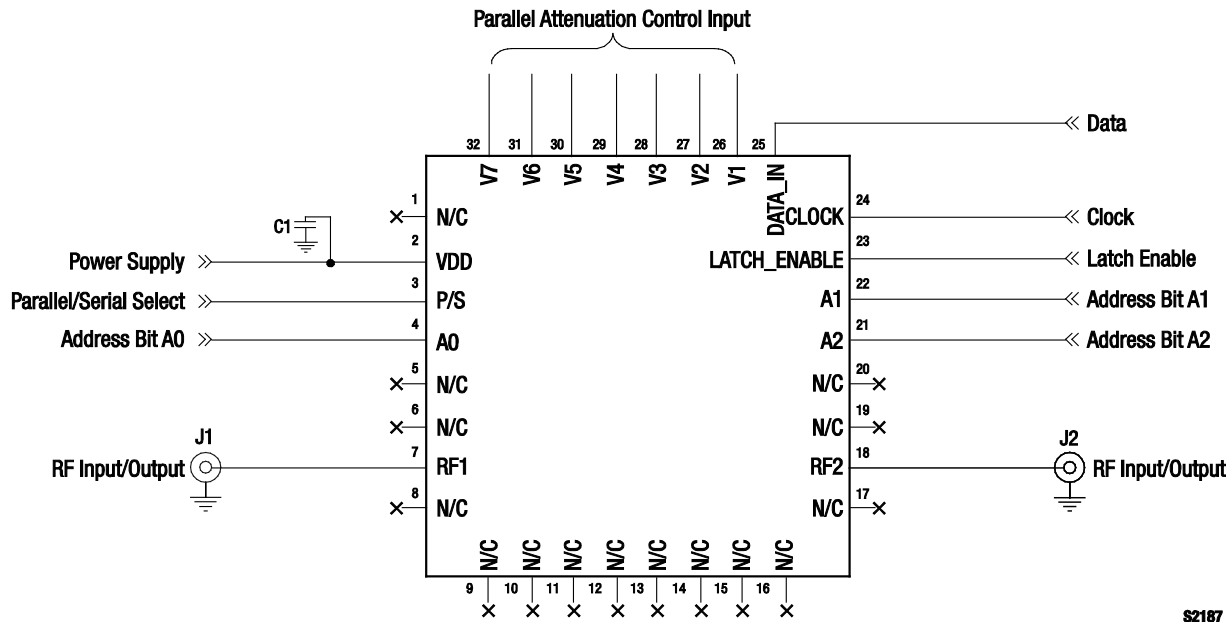 Parallel Attenuation Control Input
32 31 30 29 28 27 26 25
Data
V7 V6 V5 V4 V3 V2 V1 DATA_IN
1 N/C
CLOCK 24 Clock
C1
Power Supply 2 VDD
LATCH_ENABLE 23 Latch Enable
Parallel/Serial Select 3 P/S
A1 22 Address Bit A1
Address Bit A0 4 A0
A2 21 Address Bit A2
5 N/C
N/C 20
6 N/C
N/C 19
J1
RF Input/Output 7 RF1
J2
RF2 18 RF Input/Output
8 N/C
N/C 17
N/C N/C N/C N/C N/C N/C N/C N/C
9 10 11 12 13 14 15 16
S2187